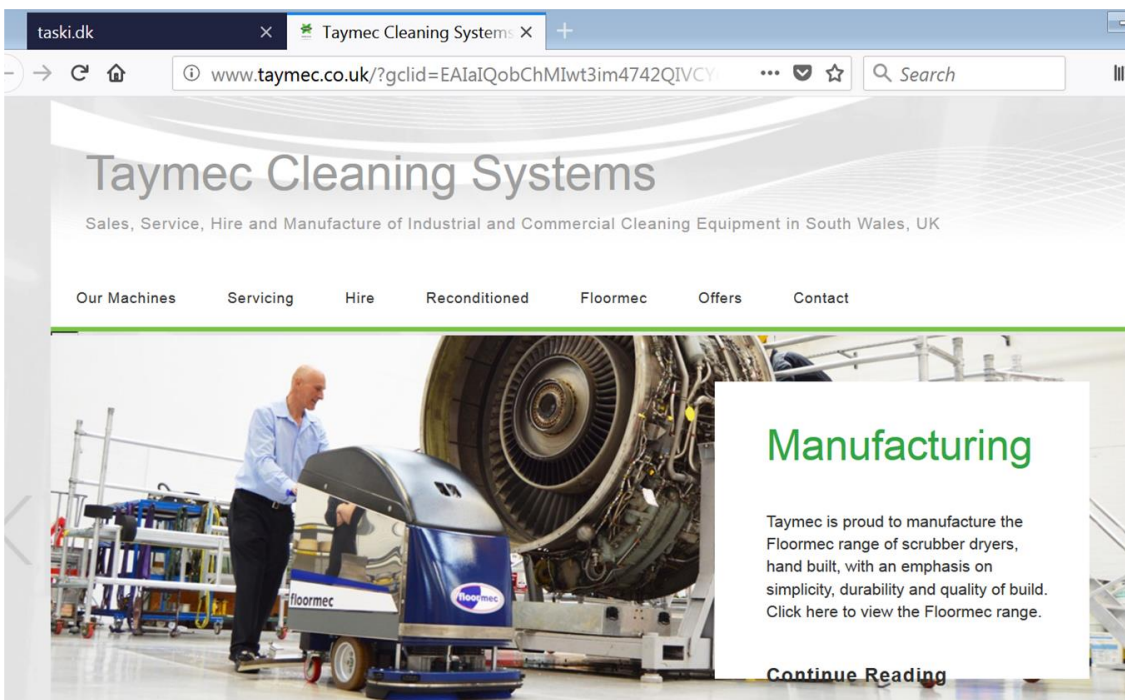 taski.dk
Taymec Cleaning Systems
www.taymec.co.uk/?gclid=EAIaIQobChMIwt3im4742QIVCY
Search
Taymec Cleaning Systems
Sales, Service, Hire and Manufacture of Industrial and Commercial Cleaning Equipment in South Wales, UK
Our Machines Servicing Hire Reconditioned Floormec Offers Contact
Manufacturing
Taymec is proud to manufacture the
Floormec range of scrubber dryers,
hand built, with an emphasis on
simplicity, durability and quality of build.
Click here to view the Floormec range.
Continue Reading
floormec
floormec